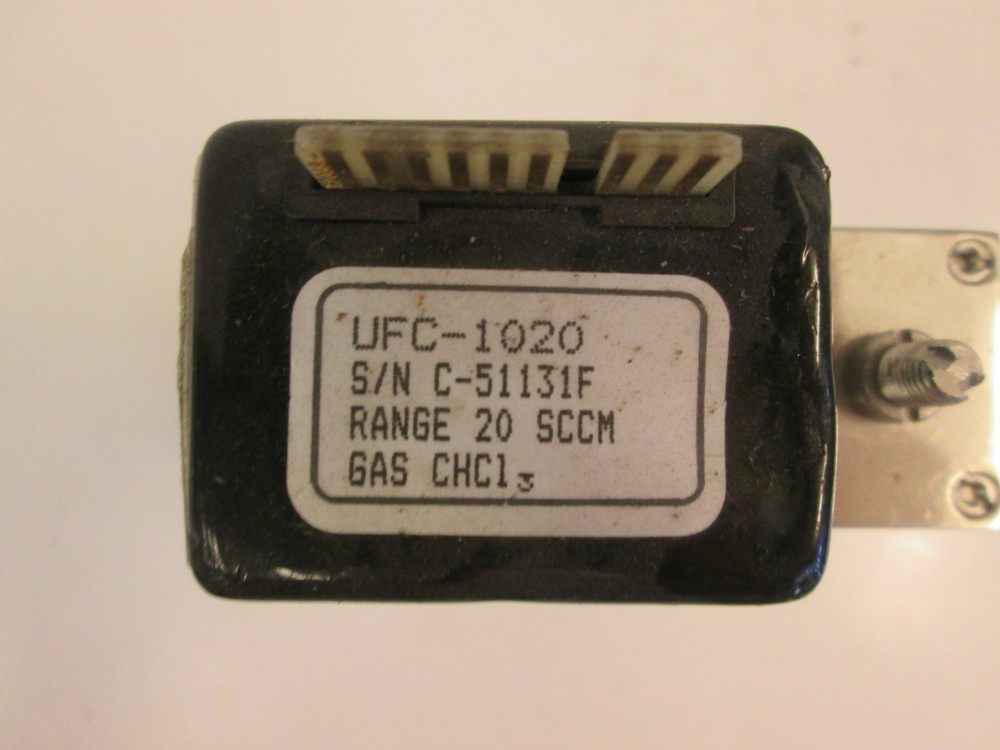 UFC-1020
S/N C-51131F
RANGE 20 SCCM
GAS CHCl₃